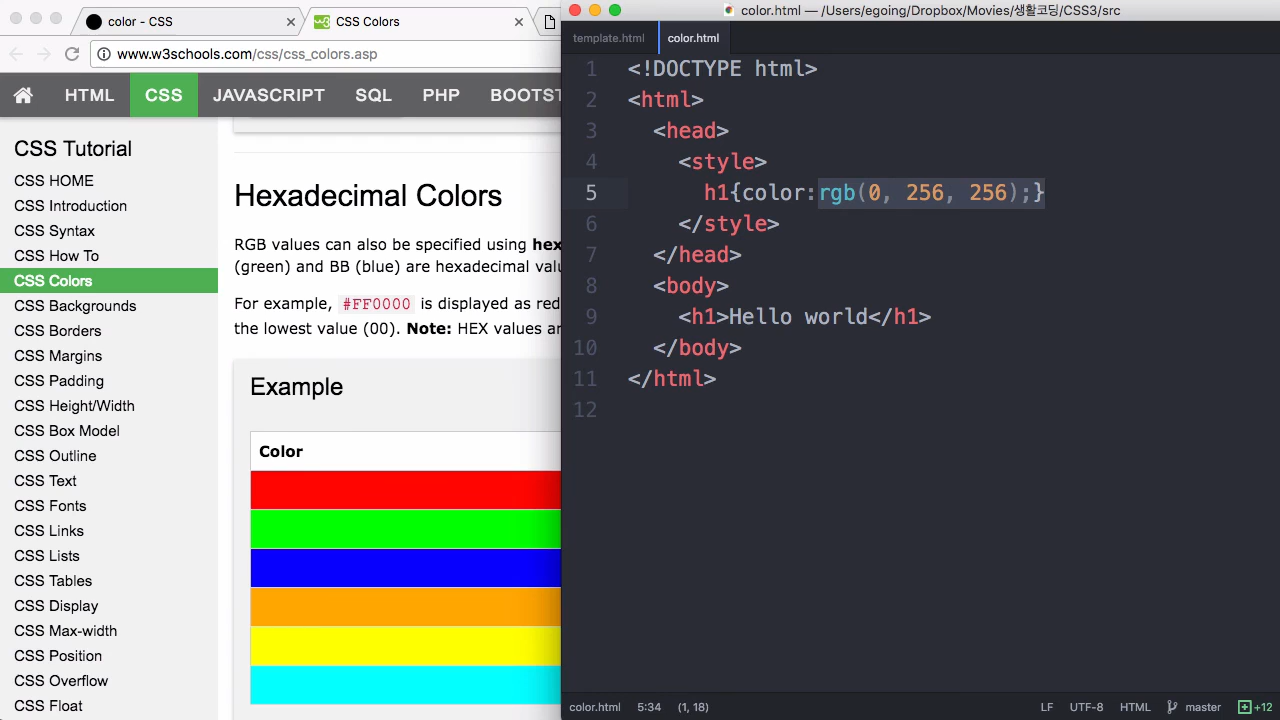 color - CSS
CSS Colors
www.w3schools.com/css/css_colors.asp
HTML CSS JAVASCRIPT SQL PHP BOOTST
CSS Tutorial
CSS HOME
CSS Introduction
CSS Syntax
CSS How To
CSS Colors
CSS Backgrounds
CSS Borders
CSS Margins
CSS Padding
CSS Height/Width
CSS Box Model
CSS Outline
CSS Text
CSS Fonts
CSS Links
CSS Lists
CSS Tables
CSS Display
CSS Max-width
CSS Position
CSS Overflow
CSS Float
Hexadecimal Colors
RGB values can also be specified using hex
(green) and BB (blue) are hexadecimal valu
For example, #FF0000 is displayed as red
the lowest value (00). Note: HEX values ar
Example
Color
color.html — /Users/egoing/Dropbox/Movies/생활코딩/CSS3/src
template.html color.html
1 <!DOCTYPE html>
2 <html>
3 <head>
4 <style>
5 h1{color:rgb(0, 256, 256);}
6 </style>
7 </head>
8 <body>
9 <h1>Hello world</h1>
10 </body>
11 </html>
12
color.html 5:34 (1, 18) LF UTF-8 HTML master +12